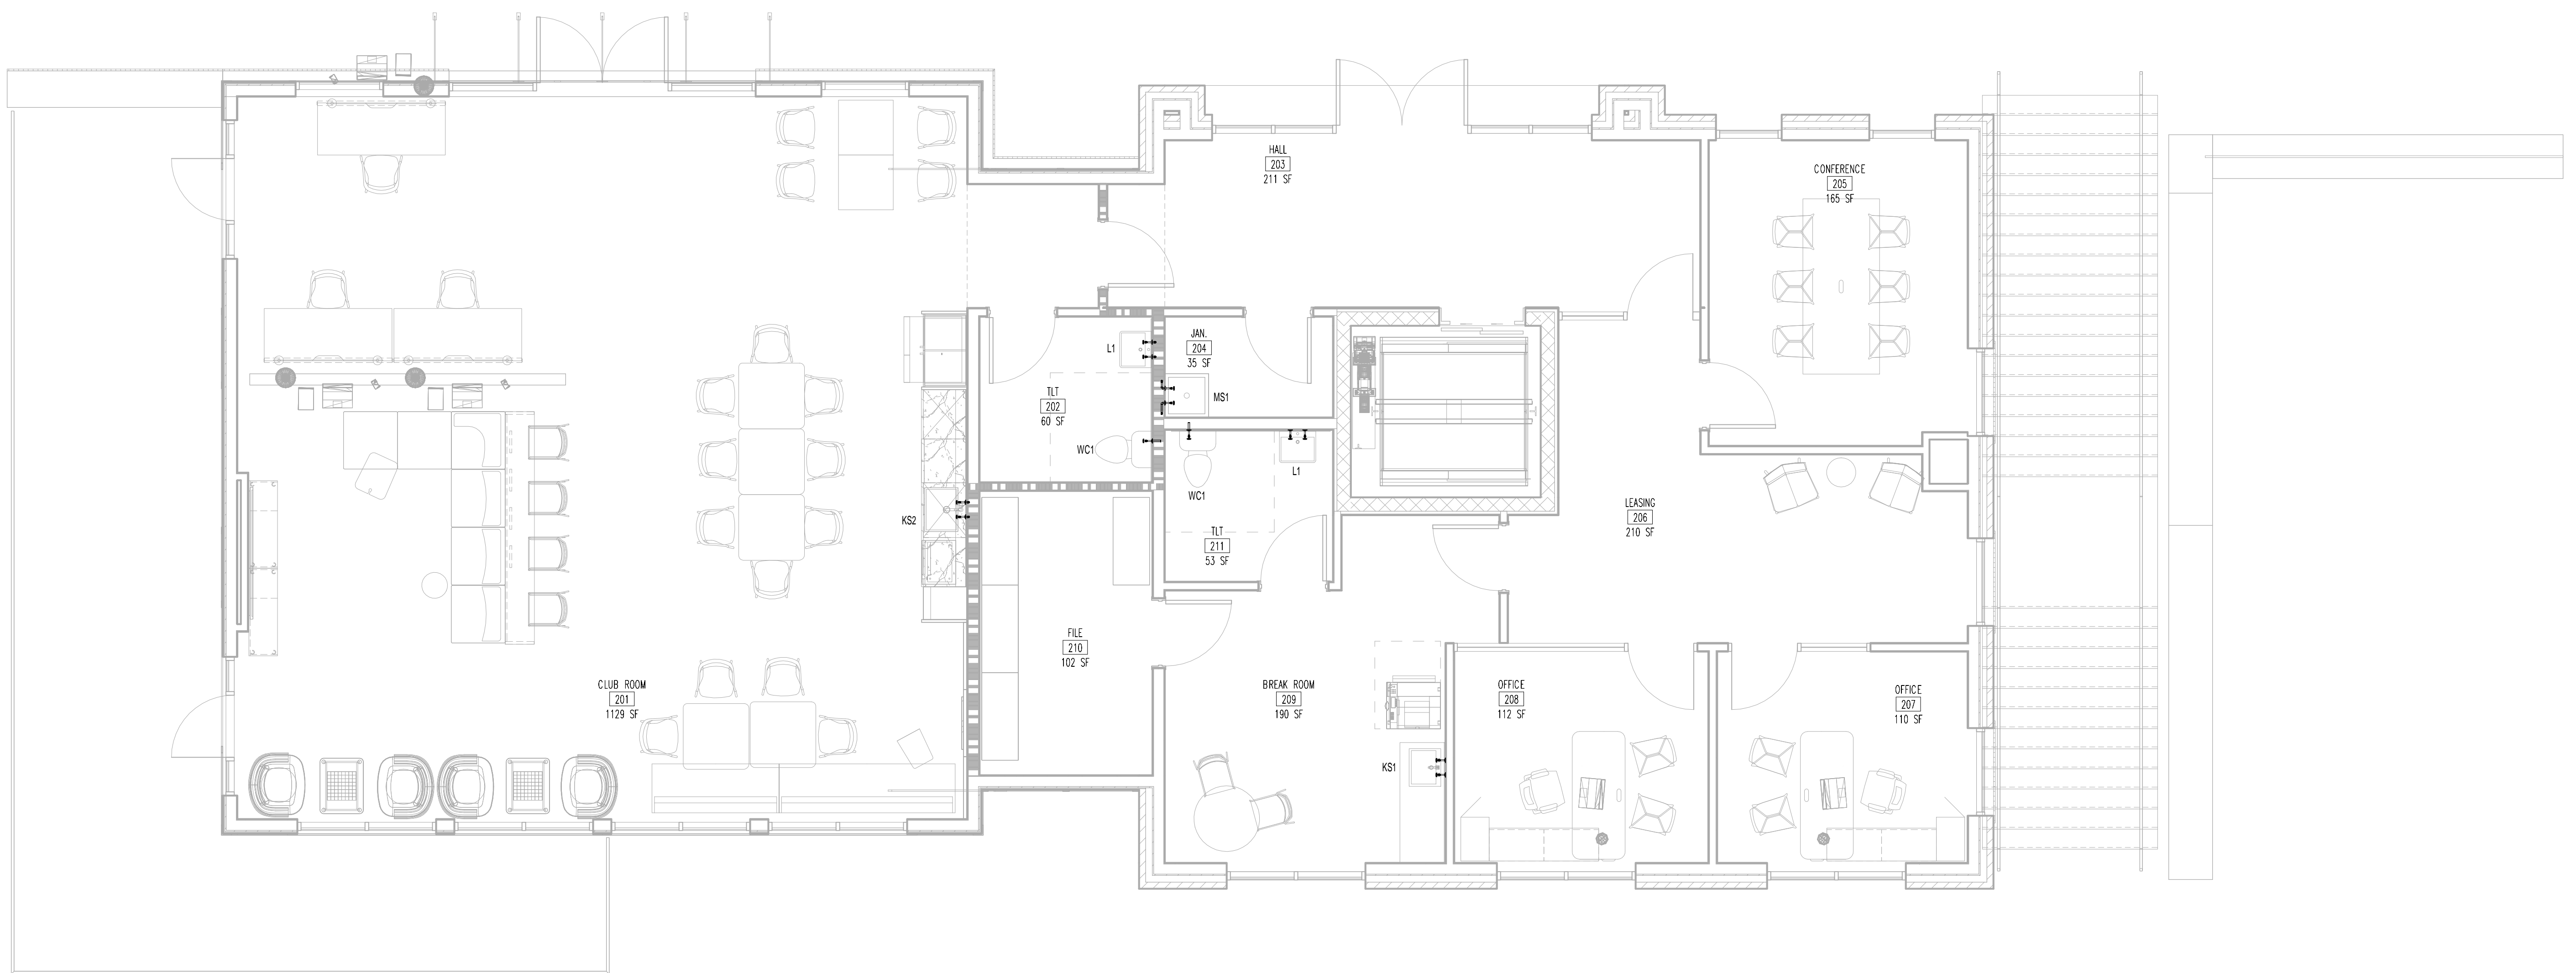 HALL
203
211 SF
CONFERENCE
205
165 SF
L1
JAN.
204
35 SF
TLT
202
60 SF
MS1
WC1
L1
WC1
KS2
TLT
211
53 SF
LEASING
206
210 SF
FILE
210
102 SF
CLUB ROOM
201
1129 SF
BREAK ROOM
209
190 SF
OFFICE
208
112 SF
OFFICE
207
110 SF
KS1